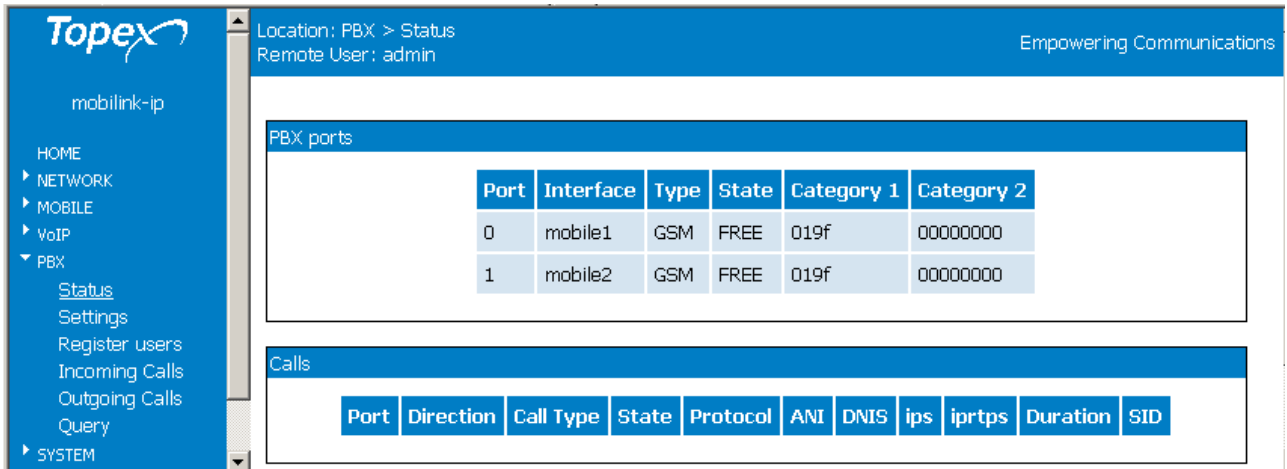 Topex
mobilink-ip
HOME
NETWORK
MOBILE
VoIP
PBX
Status
Settings
Register users
Incoming Calls
Outgoing Calls
Query
SYSTEM
Location: PBX > Status
Remote User: admin
Empowering Communications
PBX ports
Port Interface Type State Category 1 Category 2
0 mobile1 GSM FREE 019f 00000000
1 mobile2 GSM FREE 019f 00000000
Calls
Port Direction Call Type State Protocol ANI DNIS ips iprtps Duration SID